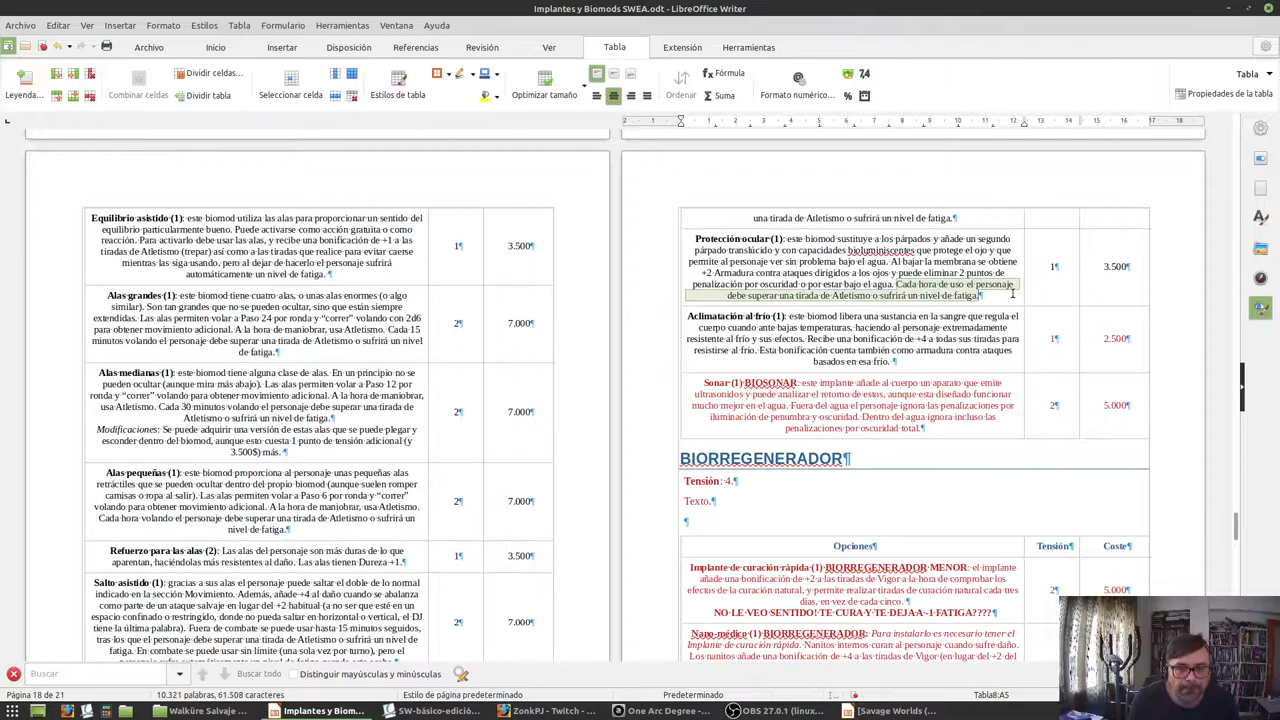 Implantes y Biomods SWEA.odt - LibreOffice Writer
Archivo Editar Ver Insertar Formato Estilos Tabla Formulario Herramientas Ventana Ayuda
Archivo Inicio Insertar Disposición Referencias Revisión Ver Tabla Extensión Herramientas
Leyenda... Combinar celdas Dividir celdas... Dividir tabla Seleccionar celda Estilos de tabla Optimizar tamaño Ordenar Fórmula Suma Formato numérico... Tabla Propiedades de la tabla
2 1 1 2 3 4 5 6 7 8 9 10 11 12 13 14 15 16 17 18
Equilibrio asistido (1): este biomod utiliza las alas para proporcionar un sentido del
equilibrio particularmente bueno. Puede activarse como acción gratuita o como
reacción. Para activarlo debe usar las alas, y recibe una bonificación de +1 a las
tiradas de Atletismo (trepar) así como a las tiradas que realice para evitar caerse
mientras las siga usando, pero al dejar de hacerlo el personaje sufrirá
automáticamente un nivel de fatiga.¶
1¶
3.500¶
Alas grandes (1): este biomod tiene cuatro alas, o unas alas enormes (o algo
similar). Son tan grandes que no se pueden ocultar, sino que están siempre
extendidas. Las alas permiten volar a Paso 24 por ronda y “correr” volando con 2d6
para obtener movimiento adicional. A la hora de maniobrar, usa Atletismo. Cada 15
minutos volando el personaje debe superar una tirada de Atletismo o sufrirá un nivel
de fatiga.¶
2¶
7.000¶
Alas medianas (1): este biomod tiene alguna clase de alas. En un principio no se
pueden ocultar (aunque mira más abajo). Las alas permiten volar a Paso 12 por
ronda y “correr” volando para obtener movimiento adicional. A la hora de maniobrar,
usa Atletismo. Cada 30 minutos volando el personaje debe superar una tirada de
Atletismo o sufrirá un nivel de fatiga.¶
Modificaciones: Se puede adquirir una versión de estas alas que se puede plegar y
esconder dentro del biomod, aunque esto cuesta 1 punto de tensión adicional (y
3.500$) más.¶
2¶
7.000¶
Alas pequeñas (1): este biomod proporciona al personaje unas pequeñas alas
retráctiles que se pueden ocultar dentro del propio biomod (aunque suelen romper
camisas o ropa al salir). Las alas permiten volar a Paso 6 por ronda y “correr”
volando para obtener movimiento adicional. A la hora de maniobrar, usa Atletismo.
Cada hora volando el personaje debe superar una tirada de Atletismo o sufrirá un
nivel de fatiga.¶
2¶
7.000¶
Refuerzo para las alas (2): Las alas del personaje son más duras de lo que
aparentan, haciéndolas más resistentes al daño. Las alas tienen Dureza +1.¶
1¶
3.500¶
Salto asistido (1): gracias a sus alas el personaje puede saltar el doble de lo normal
indicado en la sección Movimiento. Además, añade +4 al daño cuando se abalanza
como parte de un ataque salvaje en lugar del +2 habitual (a no ser que esté en un
espacio confinado o restringido, donde no pueda saltar en horizontal o vertical, el DJ
tiene la última palabra). Fuera de combate se puede usar hasta 15 minutos seguidos,
tras los que el personaje debe superar una tirada de Atletismo o sufrirá un nivel de
fatiga. En combate se puede usar sin límite (una sola vez por turno), pero el
2¶
7.000¶
una tirada de Atletismo o sufrirá un nivel de fatiga.¶
Protección ocular (1): este biomod sustituye a los párpados y añade un segundo
párpado translúcido y con capacidades bioluminiscentes que protege el ojo y que
permite al personaje ver sin problema bajo el agua. Al bajar la membrana se obtiene
+2 Armadura contra ataques dirigidos a los ojos y puede eliminar 2 puntos de
penalización por oscuridad o por estar bajo el agua. Cada hora de uso el personaje
debe superar una tirada de Atletismo o sufrirá un nivel de fatiga.¶
1¶
3.500¶
Aclimatación al frío (1): este biomod libera una sustancia en la sangre que regula el
cuerpo cuando ante bajas temperaturas, haciendo al personaje extremadamente
resistente al frío y sus efectos. Recibe una bonificación de +4 a todas sus tiradas para
resistirse al frío. Esta bonificación cuenta también como armadura contra ataques
basados en esa frío. ¶
1¶
2.500¶
Sonar (1) BIOSONAR: este implante añade al cuerpo un aparato que emite
ultrasonidos y puede analizar el retorno de estos, aunque esta diseñado funcionar
mucho mejor en el agua. Fuera del agua el personaje ignora las penalizaciones por
iluminación de penumbra y oscuridad. Dentro del agua ignora incluso las
penalizaciones por oscuridad total.¶
2¶
5.000¶
BIORREGENERADOR¶
Tensión: 4.¶
Texto.¶
¶
Opciones¶ Tensión¶ Coste¶
Implante de curación rápida (1) BIORREGENERADOR MENOR: el implante
añade una bonificación de +2 a las tiradas de Vigor a la hora de comprobar los
efectos de la curación natural, y permite realizar tiradas de curación natural cada tres
días, en vez de cada cinco. ¶
NO LE VEO SENTIDO! TE CURA Y TE DEJA A -1 FATIGA????¶
2¶
5.000¶
Nano-médico (1) BIORREGENERADOR: Para instalarlo es necesario tener el
Implante de curación rápida. Nanitos internos curan al personaje cuando sufre daño.
Los nanitos añade una bonificación de +4 a las tiradas de Vigor (en lugar del +2
Buscar Buscar todo Distinguir mayúsculas y minúsculas
Página 18 de 21 10.321 palabras, 61.508 caracteres Estilo de página predeterminado Predeterminado Tabla8:A5
Walküre Salvaje ... Implantes y Biom... SW-básico-edició... ZonkPJ - Twitch - ... One Arc Degree - ... OBS 27.0.1 (linux... [Savage Worlds (...